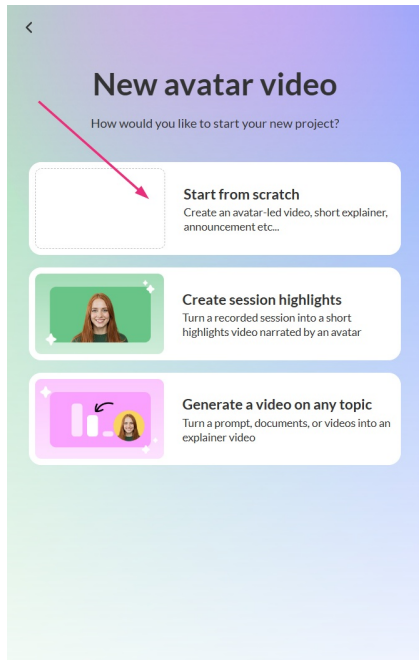 New avatar video
How would you like to start your new project?
Start from scratch
Create an avatar-led video, short explainer,
announcement etc...
Create session highlights
Turn a recorded session into a short
highlights video narrated by an avatar
Generate a video on any topic
Turn a prompt, documents, or videos into an
explainer video